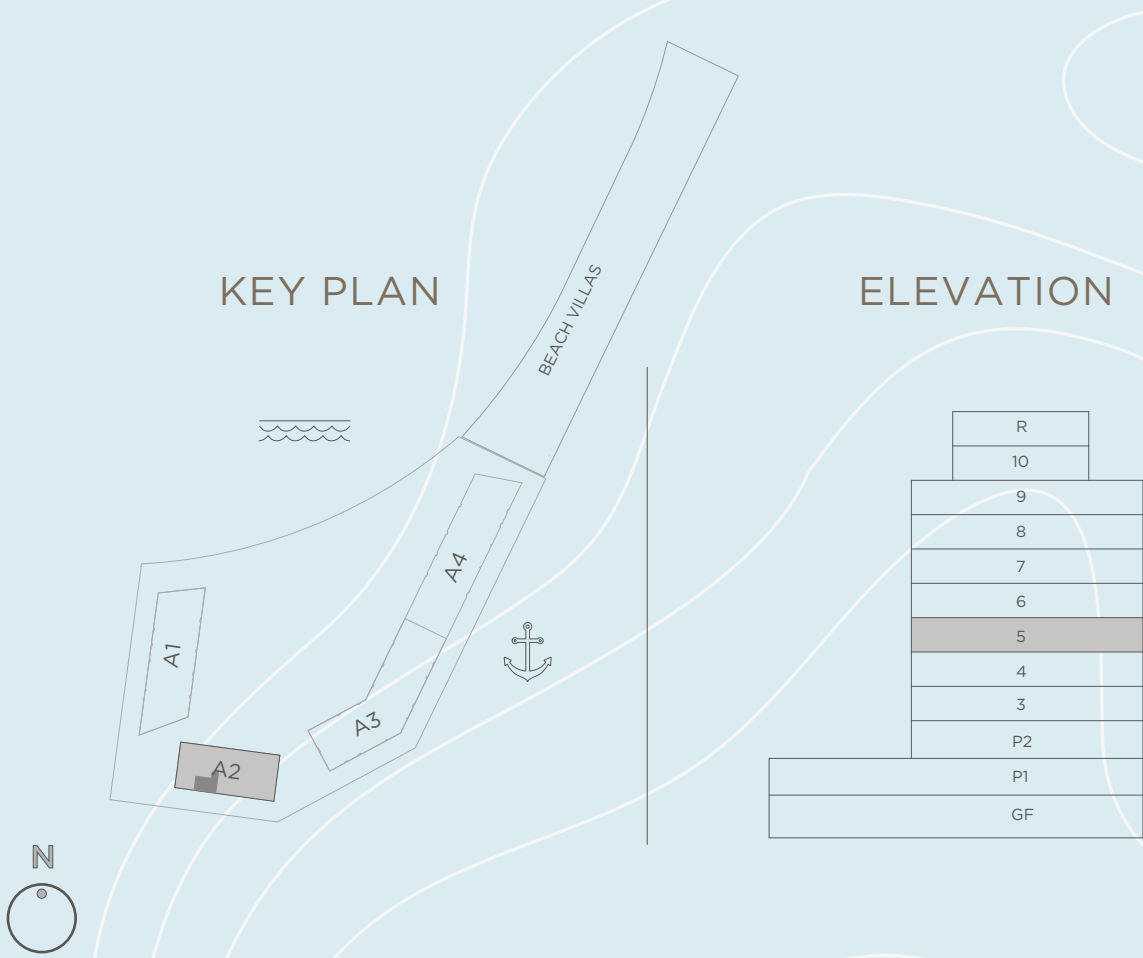 KEY PLAN
BEACH VILLAS
A4
A1
A3
A2
N
ELEVATION
R
10
9
8
7
6
5
4
3
P2
P1
GF